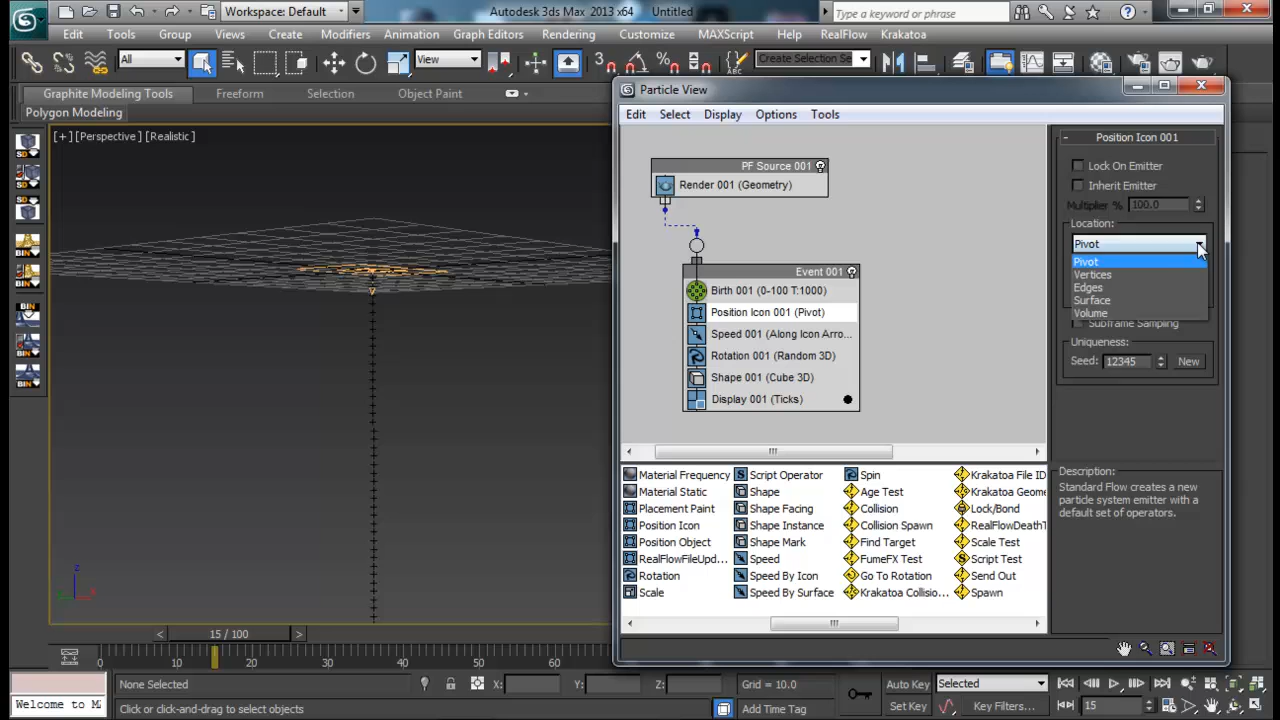 Workspace: Default
Autodesk 3ds Max 2013 x64
Untitled
Type a keyword or phrase
Edit
Tools
Group
Views
Create
Modifiers
Animation
Graph Editors
Rendering
Customize
MAXScript
Help
RealFlow
Krakatoa
All
View
Create Selection Se
Graphite Modeling Tools
Freeform
Selection
Object Paint
Polygon Modeling
[+] [Perspective] [Realistic]
Particle View
Edit
Select
Display
Options
Tools
PF Source 001
Render 001 (Geometry)
Event 001
Birth 001 (0-100 T:1000)
Position Icon 001 (Pivot)
Speed 001 (Along Icon Arro...
Rotation 001 (Random 3D)
Shape 001 (Cube 3D)
Display 001 (Ticks)
- Position Icon 001
Lock On Emitter
Inherit Emitter
Multiplier % 100.0
Location:
Pivot
Pivot
Vertices
Edges
Surface
Volume
Subframe Sampling
Uniqueness:
Seed: 12345 New
Material Frequency
Material Static
Placement Paint
Position Icon
Position Object
RealFlowFileUpd...
Rotation
Scale
Script Operator
Shape
Shape Facing
Shape Instance
Shape Mark
Speed
Speed By Icon
Speed By Surface
Spin
Age Test
Collision
Collision Spawn
Find Target
FumeFX Test
Go To Rotation
Krakatoa Collisio...
Krakatoa File ID
Krakatoa Geome
Lock/Bond
RealFlowDeathT
Scale Test
Script Test
Send Out
Spawn
Description:
Standard Flow creates a new
particle system emitter with a
default set of operators.
z
15 / 100
0 10 20 30 40 50 60
None Selected
X:
Y:
Z:
Grid = 10.0
Auto Key
Selected
Welcome to MA
Click or click-and-drag to select objects
Add Time Tag
Set Key
Key Filters...
15